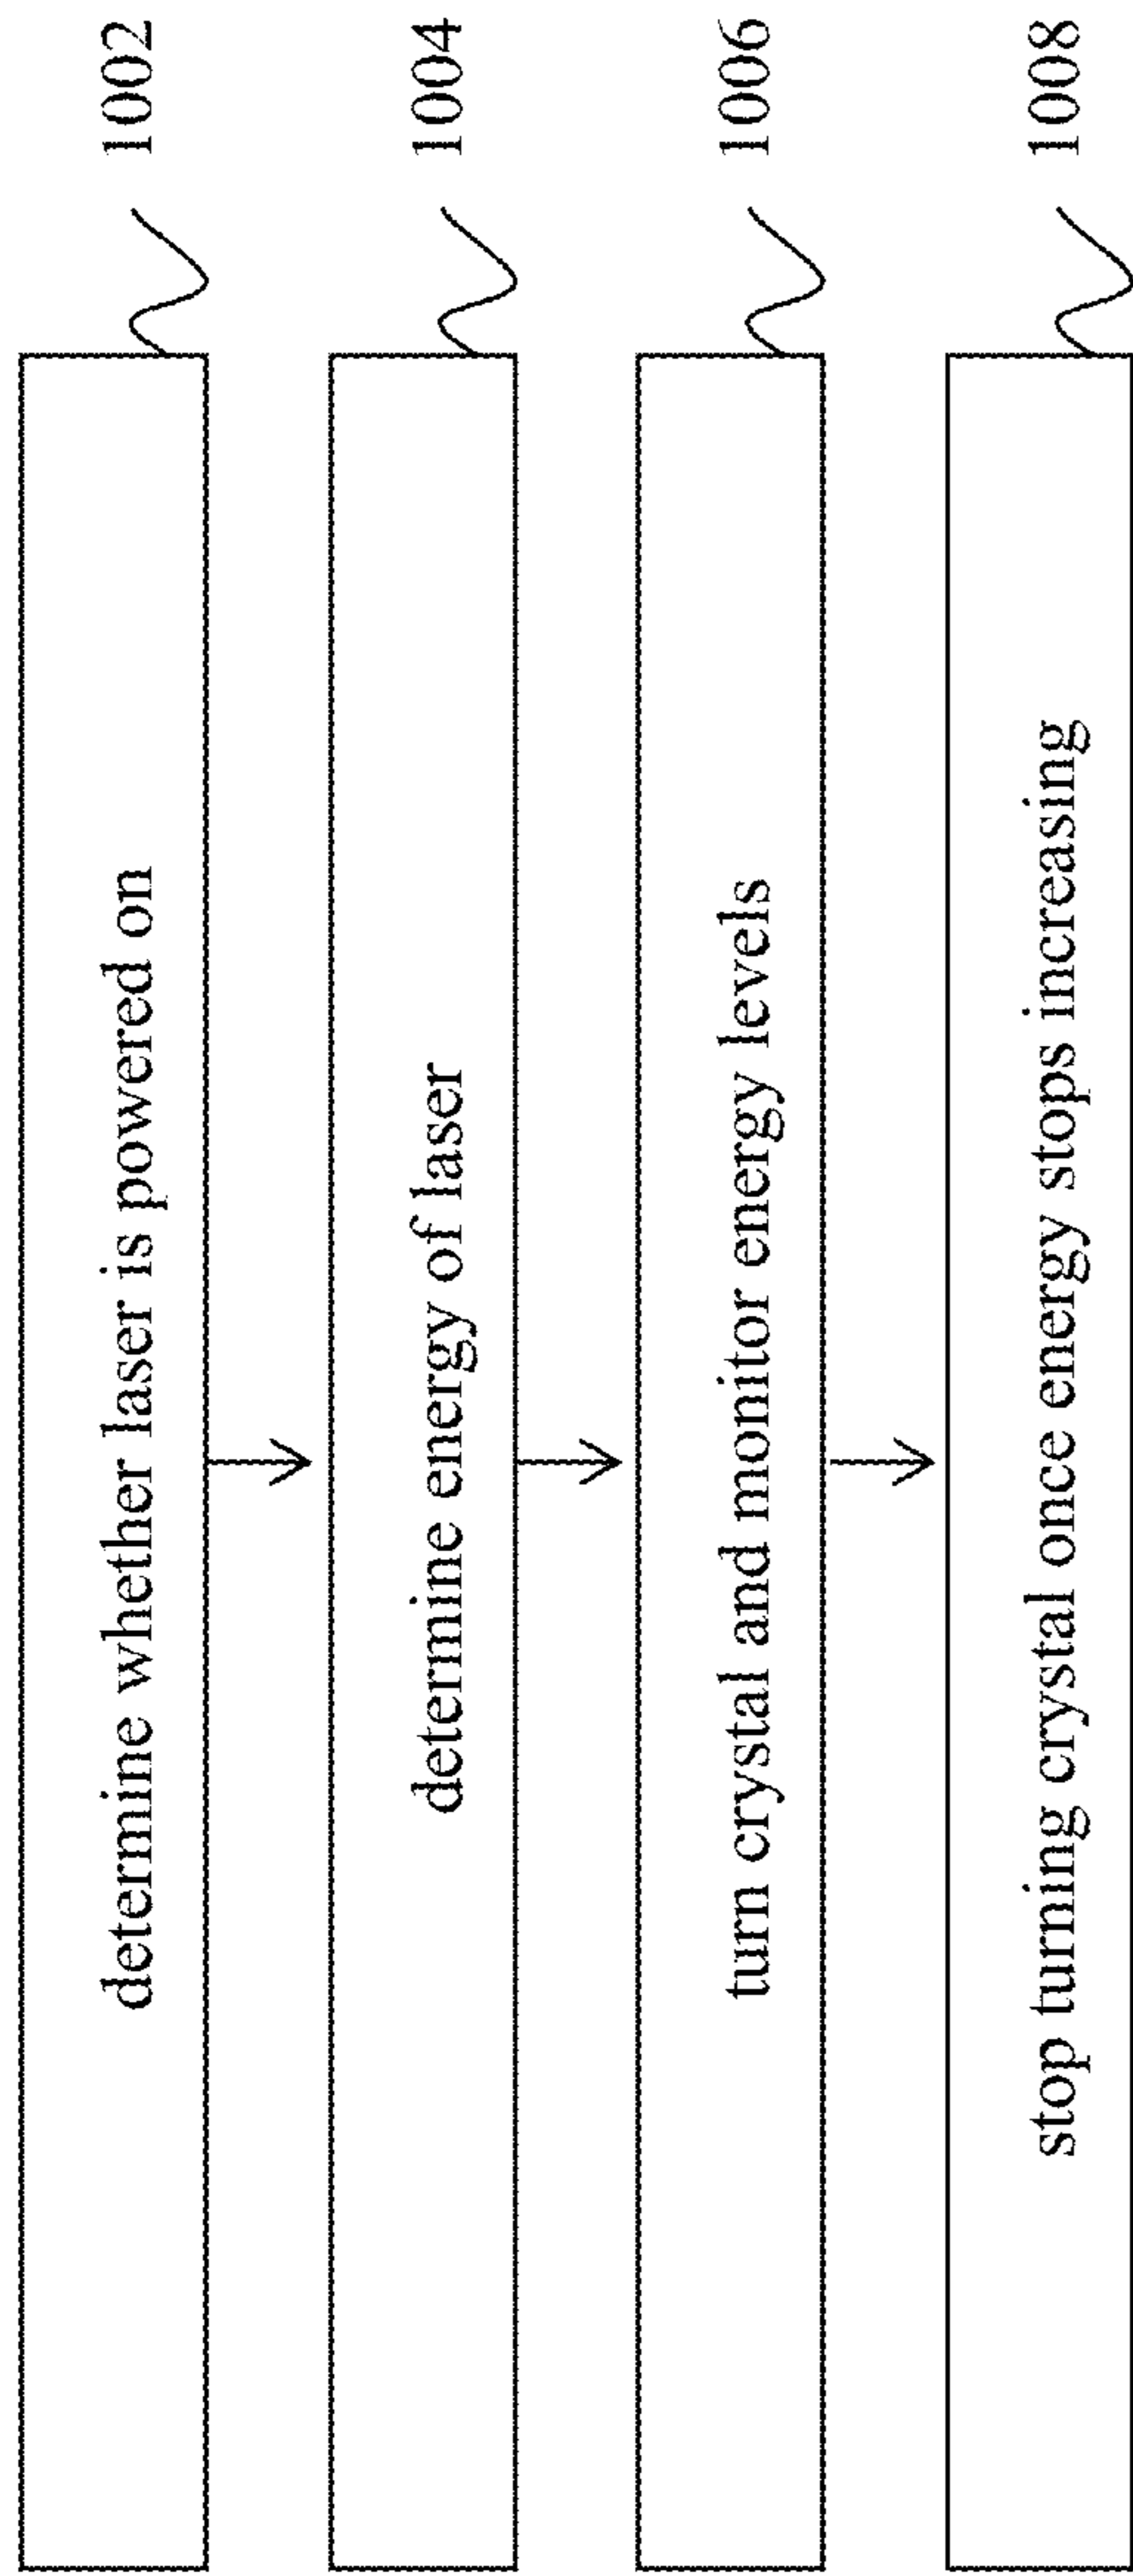 determine whether laser is powered on
1002
determine energy of laser
1004
turn crystal and monitor energy levels
1006
stop turning crystal once energy stops increasing
1008